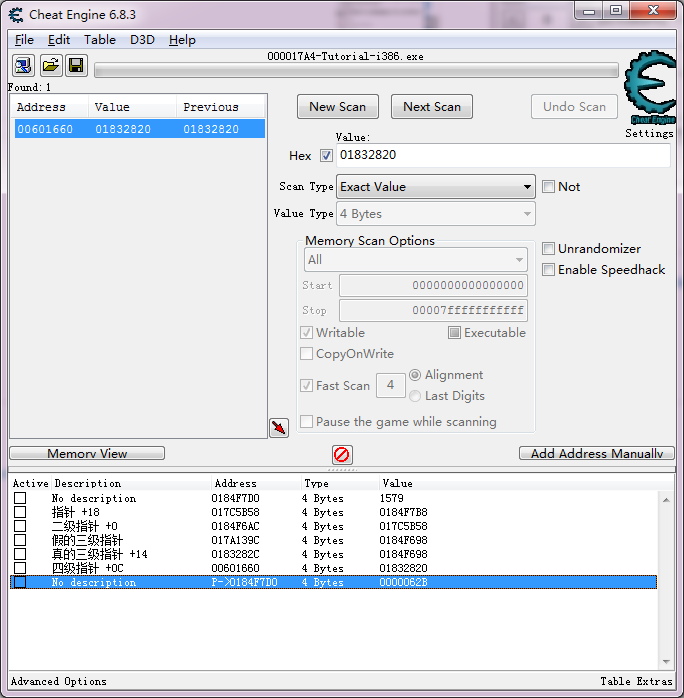 Cheat Engine 6.8.3
File Edit Table D3D Help
000017A4-Tutorial-i386.exe
Found: 1
Address Value Previous
00601660 01832820 01832820
New Scan Next Scan Undo Scan
Cheat Engine
Settings
Value:
Hex 01832820
Scan Type Exact Value Not
Value Type 4 Bytes
Memory Scan Options
All
Unrandomizer
Enable Speedhack
Start 0000000000000000
Stop 00007fffffffffff
Writable Executable
CopyOnWrite
Fast Scan 4 Alignment
Last Digits
Pause the game while scanning
Memory View Add Address Manually
Active Description Address Type Value
No description 0184F7D0 4 Bytes 1579
指针 +18 017C5B58 4 Bytes 0184F7B8
二级指针 +0 0184F6AC 4 Bytes 017C5B58
假的三级指针 017A139C 4 Bytes 0184F698
真的三级指针 +14 0183282C 4 Bytes 0184F698
四级指针 +0C 00601660 4 Bytes 01832820
No description P->0184F7D0 4 Bytes 0000062B
Advanced Options Table Extras